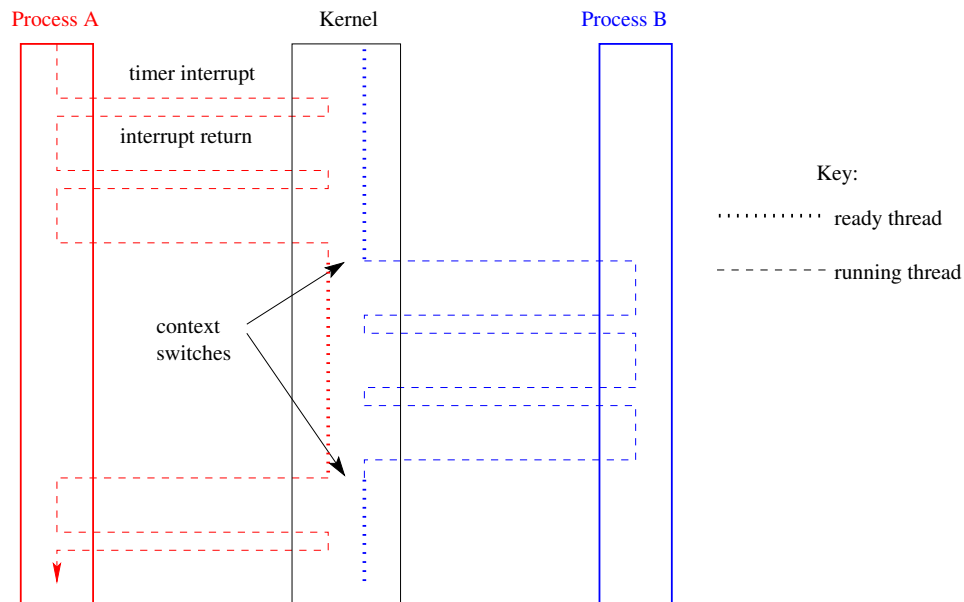 Process A
Kernel
Process B
timer interrupt
interrupt return
Key:
ready thread
running thread
context
switches